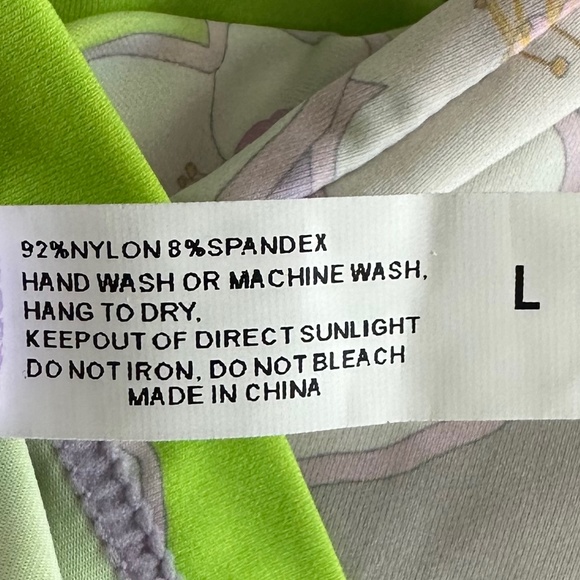 92%NYLON 8%SPANDEX
HAND WASH OR MACHINE WASH,
HANG TO DRY,
KEEPOUT OF DIRECT SUNLIGHT
DO NOT IRON, DO NOT BLEACH
MADE IN CHINA
L